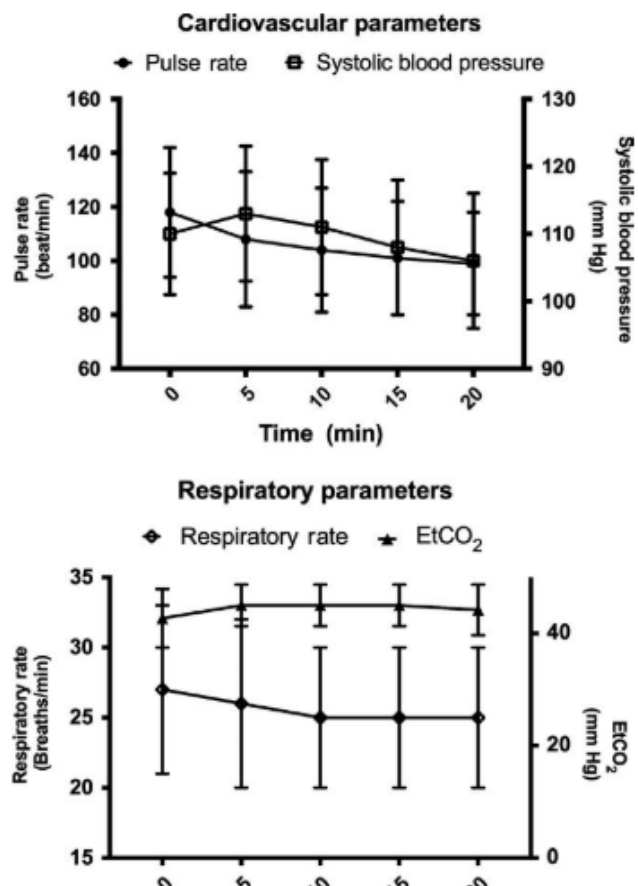 Cardiovascular parameters
Pulse rate
Systolic blood pressure
160
140
120
100
80
60
Pulse rate
(beat/min)
130
120
110
100
90
Systolic blood pressure
(mm Hg)
0
5
10
15
20
Time (min)
Respiratory parameters
Respiratory rate
EtCO2
35
30
25
20
15
Respiratory rate
(Breaths/min)
40
20
0
EtCO2
(mm Hg)